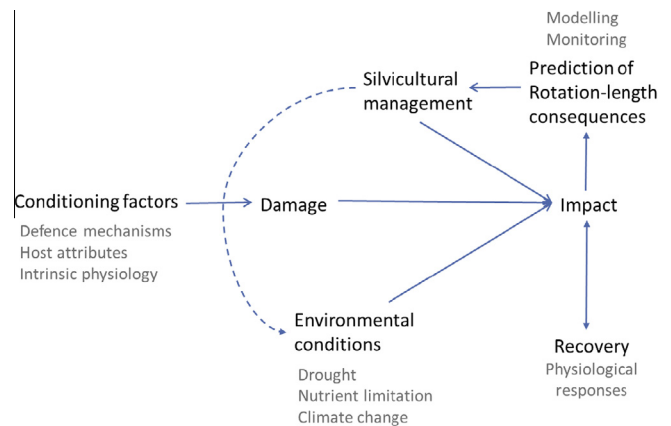 Modelling
Monitoring
Prediction of
Rotation-length
consequences
Silvicultural
management
Conditioning factors
Defence mechanisms
Host attributes
Intrinsic physiology
Damage
Impact
Environmental
conditions
Drought
Nutrient limitation
Climate change
Recovery
Physiological
responses